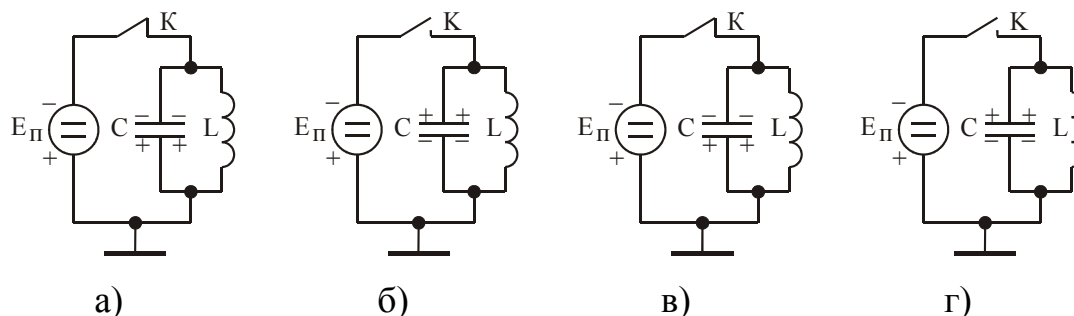 К K К K
− − − −
Eп C − − L Eп C + + L Eп C − − L Eп C + + L
+ + + + − − + + + + − −
а) б) в) г)